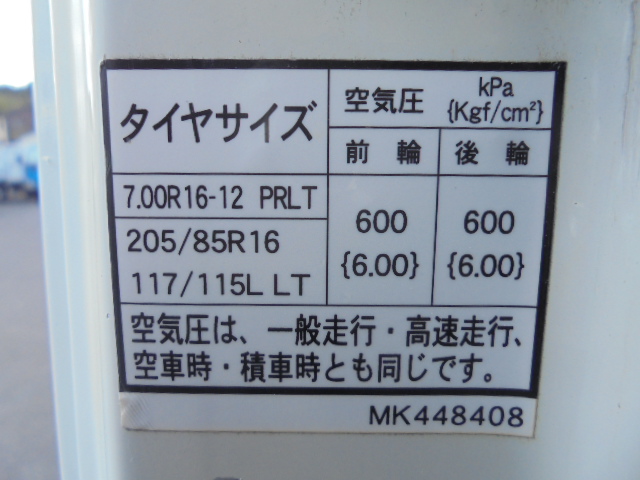 タイヤサイズ
空気圧 kPa {Kgf/cm²}
前輪 後輪
7.00R16-12 PRLT
205/85R16
117/115L LT
600 600
{6.00} {6.00}
空気圧は、一般走行・高速走行、
空車時・積車時とも同じです。
MK448408